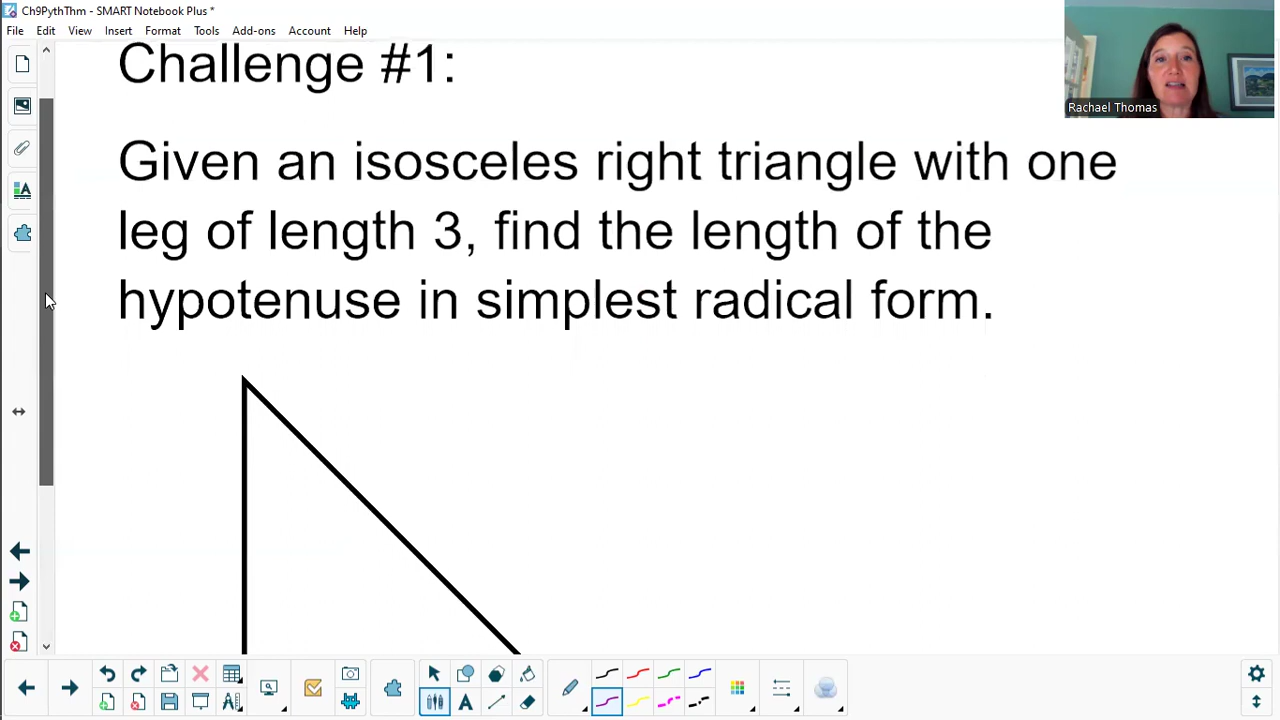 Ch9PythThm - SMART Notebook Plus *
File Edit View Insert Format Tools Add-ons Account Help
Rachael Thomas
Challenge #1:
Given an isosceles right triangle with one
leg of length 3, find the length of the
hypotenuse in simplest radical form.